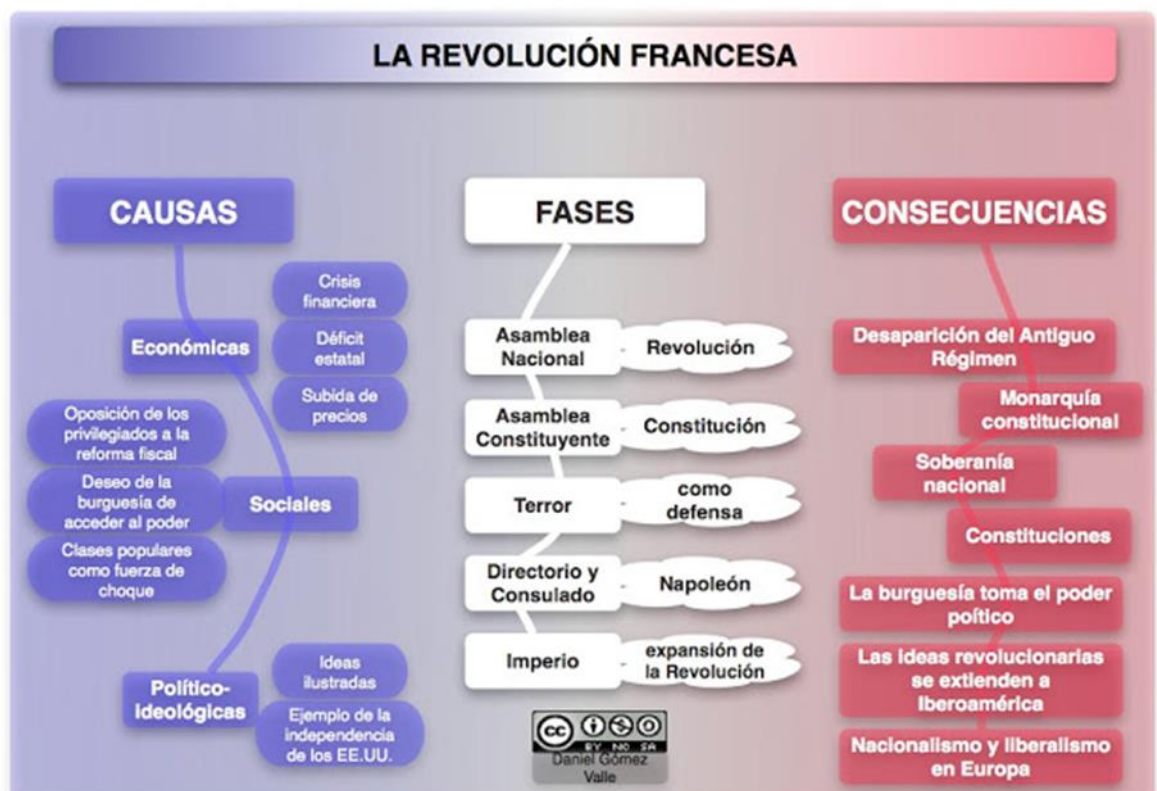 LA REVOLUCIÓN FRANCESA
CAUSAS
Económicas
Crisis
financiera
Déficit
estatal
Subida de
precios
Sociales
Oposición de los
privilegiados a la
reforma fiscal
Deseo de la
burguesía de
acceder al poder
Clases populares
como fuerza de
choque
Político-
ideológicas
Ideas
ilustradas
Ejemplo de la
independencia
de los EE.UU.
FASES
Asamblea
Nacional
Revolución
Asamblea
Constituyente
Constitución
Terror
como
defensa
Directorio y
Consulado
Napoleón
Imperio
expansión de
la Revolución
cc
BY NC SA
Daniel Gómez
Valle
CONSECUENCIAS
Desaparición del Antiguo
Régimen
Monarquía
constitucional
Soberanía
nacional
Constituciones
La burguesía toma el poder
poítico
Las ideas revolucionarias
se extienden a
Iberoamérica
Nacionalismo y liberalismo
en Europa